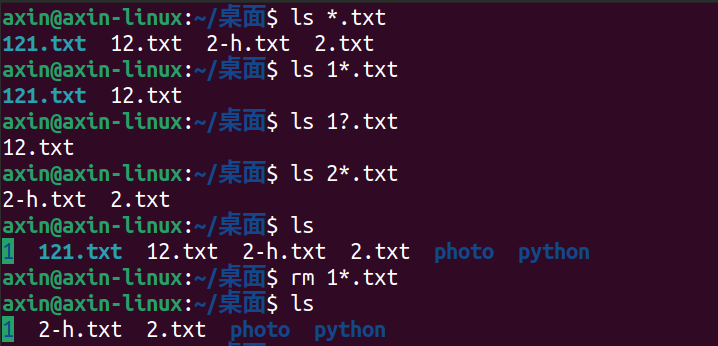 axin@axin-linux:~/桌面$ ls *.txt
121.txt  12.txt  2-h.txt  2.txt
axin@axin-linux:~/桌面$ ls 1*.txt
121.txt  12.txt
axin@axin-linux:~/桌面$ ls 1?.txt
12.txt
axin@axin-linux:~/桌面$ ls 2*.txt
2-h.txt  2.txt
axin@axin-linux:~/桌面$ ls
1  121.txt  12.txt  2-h.txt  2.txt  photo  python
axin@axin-linux:~/桌面$ rm 1*.txt
axin@axin-linux:~/桌面$ ls
1  2-h.txt  2.txt  photo  python